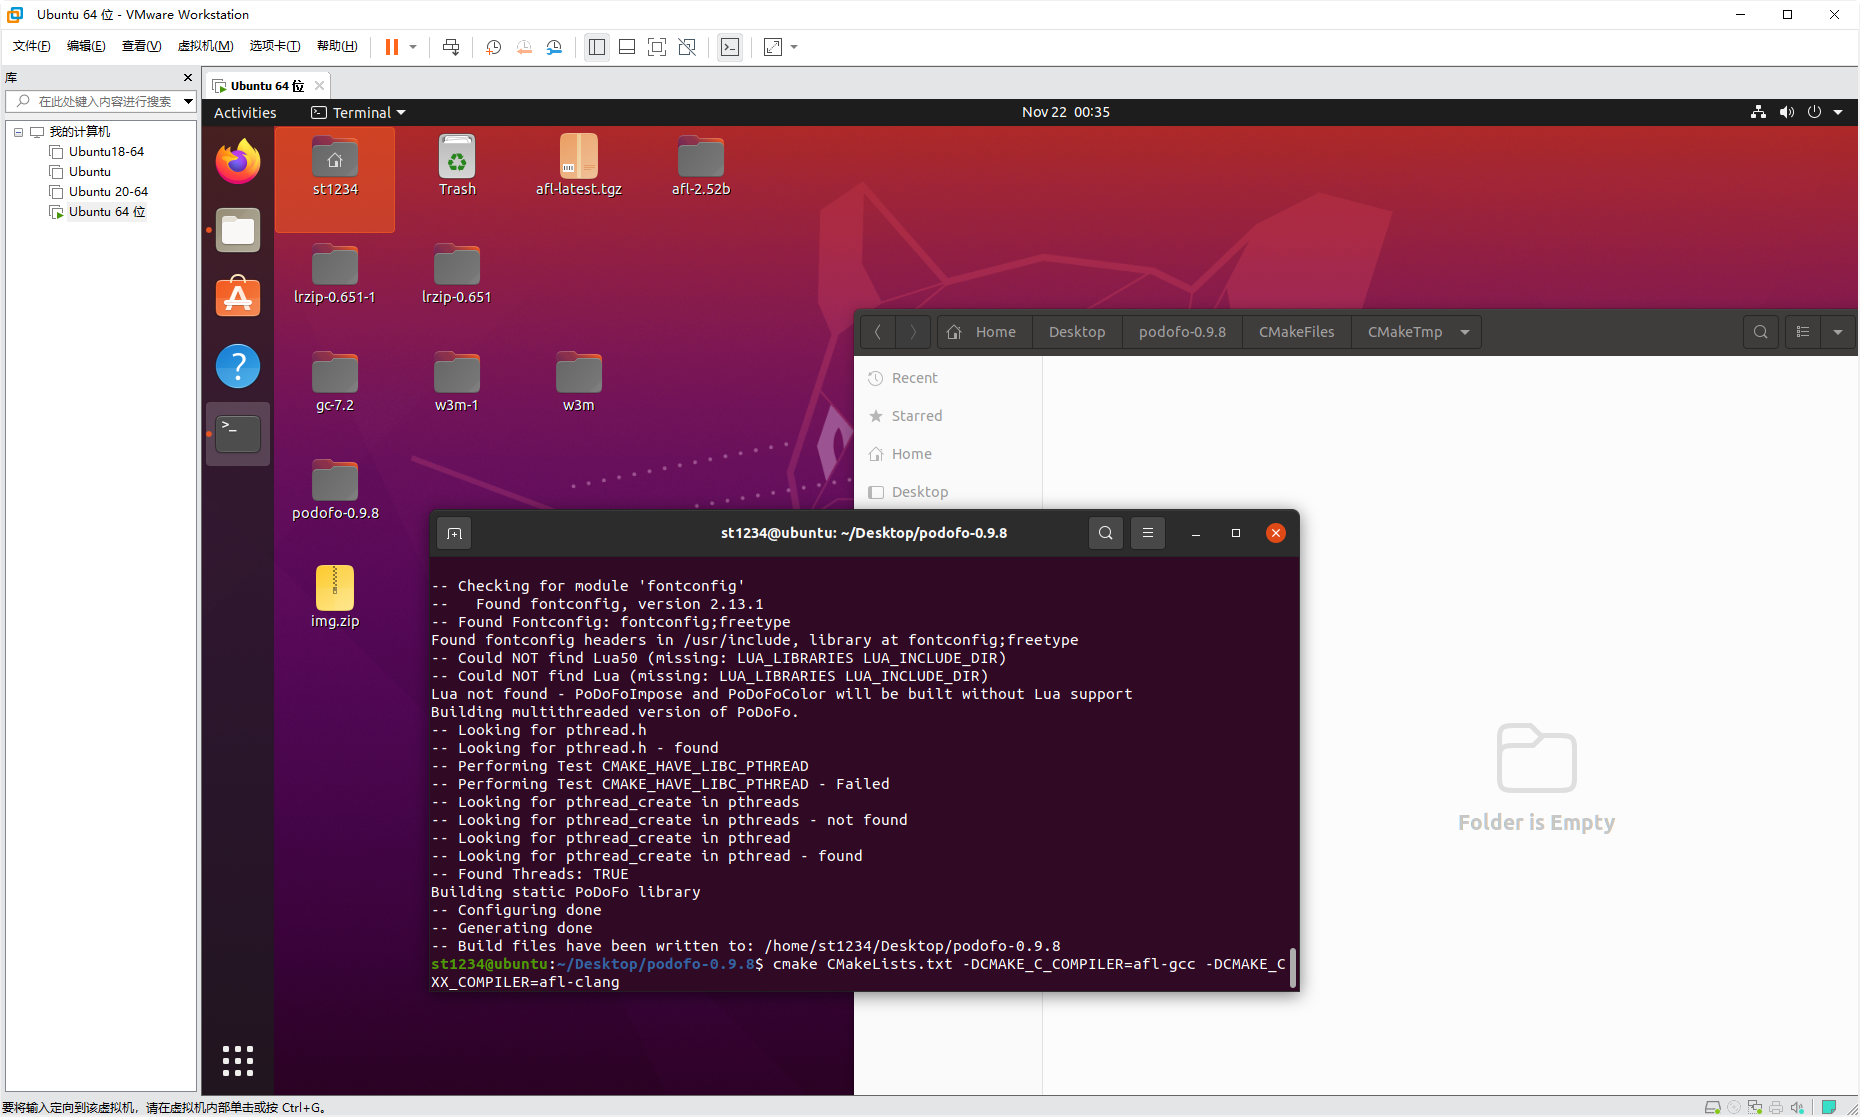 Ubuntu 64 位 - VMware Workstation
文件(F) 编辑(E) 查看(V) 虚拟机(M) 选项卡(T) 帮助(H)
库
在此处键入内容进行搜索
我的计算机
Ubuntu18-64
Ubuntu
Ubuntu 20-64
Ubuntu 64 位
Ubuntu 64 位
Activities Terminal Nov 22 00:35
st1234 Trash afl-latest.tgz afl-2.52b
lrzip-0.651-1 lrzip-0.651
gc-7.2 w3m-1 w3m
podofo-0.9.8
img.zip
Home Desktop podofo-0.9.8 CMakeFiles CMakeTmp
Recent
Starred
Home
Desktop
Folder is Empty
st1234@ubuntu: ~/Desktop/podofo-0.9.8
-- Checking for module 'fontconfig'
--   Found fontconfig, version 2.13.1
-- Found Fontconfig: fontconfig;freetype
Found fontconfig headers in /usr/include, library at fontconfig;freetype
-- Could NOT find Lua50 (missing: LUA_LIBRARIES LUA_INCLUDE_DIR)
-- Could NOT find Lua (missing: LUA_LIBRARIES LUA_INCLUDE_DIR)
Lua not found - PoDoFoImpose and PoDoFoColor will be built without Lua support
Building multithreaded version of PoDoFo.
-- Looking for pthread.h
-- Looking for pthread.h - found
-- Performing Test CMAKE_HAVE_LIBC_PTHREAD
-- Performing Test CMAKE_HAVE_LIBC_PTHREAD - Failed
-- Looking for pthread_create in pthreads
-- Looking for pthread_create in pthreads - not found
-- Looking for pthread_create in pthread
-- Looking for pthread_create in pthread - found
-- Found Threads: TRUE
Building static PoDoFo library
-- Configuring done
-- Generating done
-- Build files have been written to: /home/st1234/Desktop/podofo-0.9.8
st1234@ubuntu:~/Desktop/podofo-0.9.8$ cmake CMakeLists.txt -DCMAKE_C_COMPILER=afl-gcc -DCMAKE_C
XX_COMPILER=afl-clang
要将输入定向到该虚拟机，请在虚拟机内部单击或按 Ctrl+G。